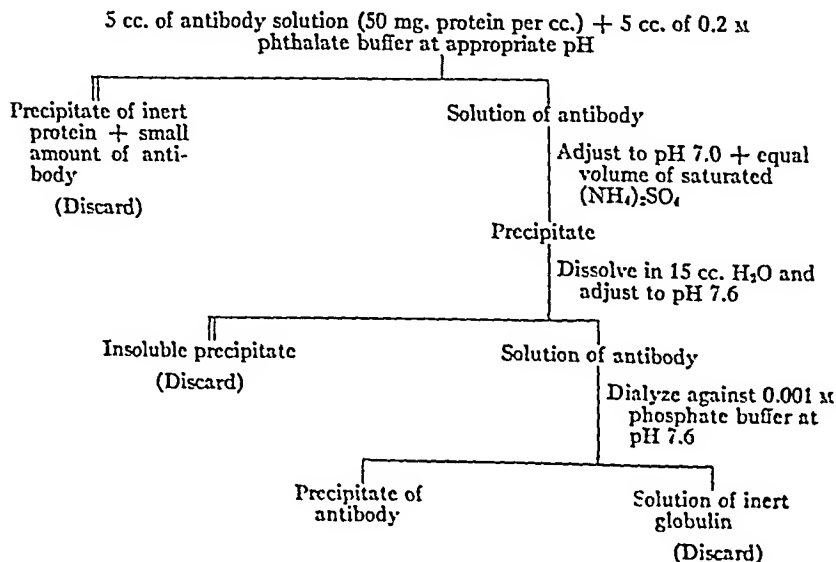 5 cc. of antibody solution (50 mg. protein per cc.) + 5 cc. of 0.2 M
phthalate buffer at appropriate pH
Precipitate of inert
protein + small
amount of anti-
body
(Discard)
Solution of antibody
Adjust to pH 7.0 + equal
volume of saturated
(NH₄)₂SO₄
Precipitate
Dissolve in 15 cc. H₂O and
adjust to pH 7.6
Insoluble precipitate
(Discard)
Solution of antibody
Dialyze against 0.001 M
phosphate buffer at
pH 7.6
Precipitate of
antibody
Solution of inert
globulin
(Discard)